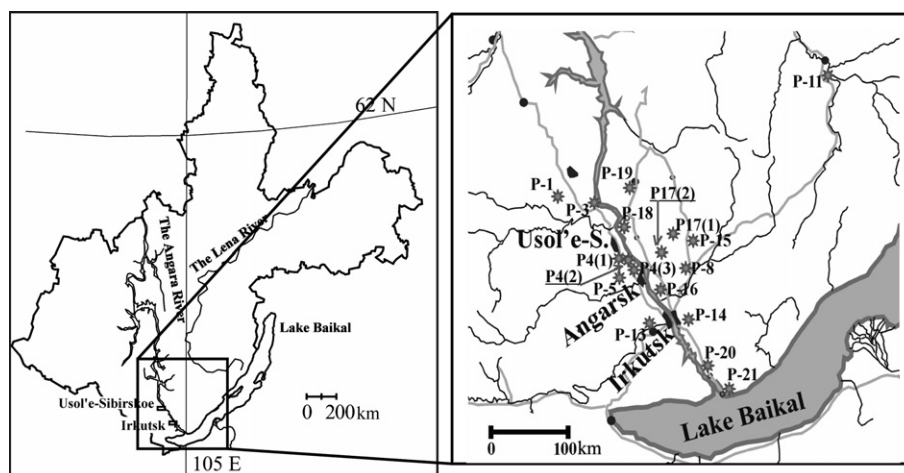 62 N
The Angara River
The Lena River
Lake Baikal
Usol'e-Sibirskoe
Irkutsk
0 200km
105 E
P-11
P-19
P-1
P17(2)
P-3
P-18
P17(1)
P-15
Usol'e-S.
P4(1)
P4(3)
P-8
P4(2)
P-5
P-16
Angarsk
P-14
P-13
Irkutsk
P-20
P-21
Lake Baikal
0 100km